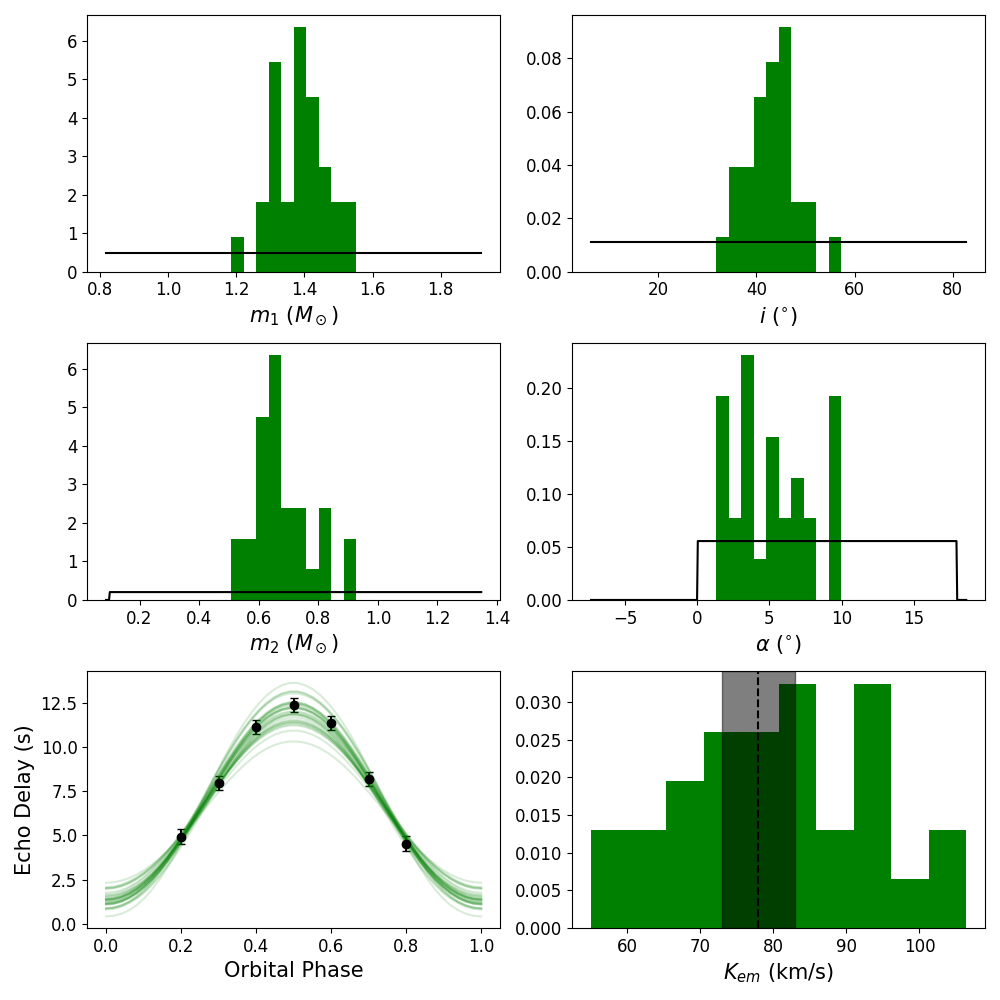 6
5
4
3
2
1
0
0.8 1.0 1.2 1.4 1.6 1.8
m₁ (M⊙)
0.08
0.06
0.04
0.02
0.00
20 40 60 80
i (°)
6
5
4
3
2
1
0
0.2 0.4 0.6 0.8 1.0 1.2 1.4
m₂ (M⊙)
0.20
0.15
0.10
0.05
0.00
−5 0 5 10 15
α (°)
Echo Delay (s)
12.5
10.0
7.5
5.0
2.5
0.0
0.0 0.2 0.4 0.6 0.8 1.0
Orbital Phase
0.030
0.025
0.020
0.015
0.010
0.005
0.000
60 70 80 90 100
K_em (km/s)